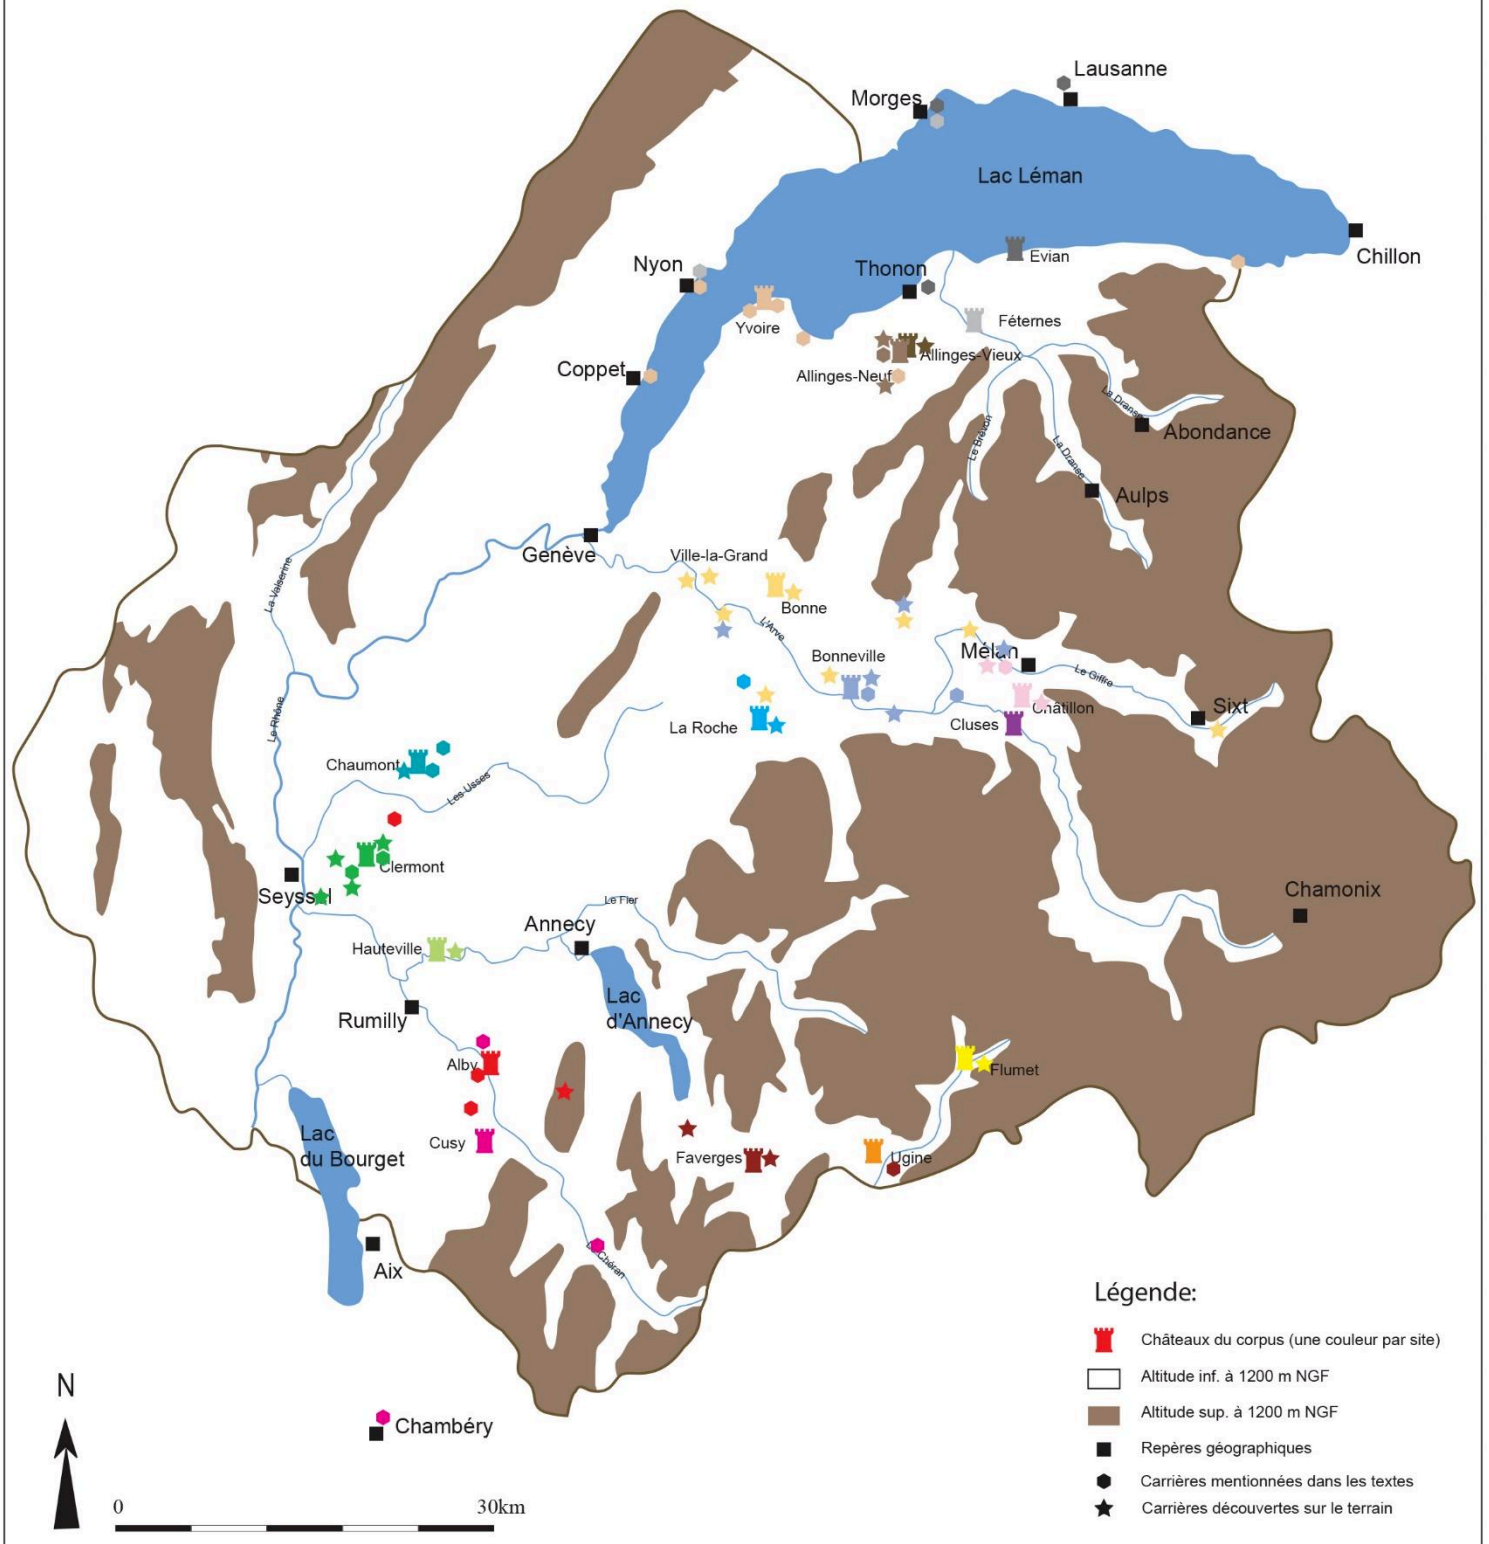 Lausanne
Morges
Lac Léman
Chillon
Evian
Nyon
Thonon
Yvoire
Féternes
Allinges-Vieux
Allinges-Neuf
Coppet
La Dranse
Le Brévon
La Dranse
Abondance
Aulps
Genève
Ville-la-Grand
Bonne
La Valserine
L'Arve
Bonneville
Mélan
Le Giffre
Châtillon
Sixt
Cluses
La Roche
Le Rhône
Chaumont
Les Usses
Clermont
Seyssel
Chamonix
Le Fier
Annecy
Hauteville
Lac
d'Annecy
Rumilly
Alby
Flumet
Lac
du Bourget
Cusy
Faverges
Ugine
Le Chéran
Aix
Légende:
Châteaux du corpus (une couleur par site)
Altitude inf. à 1200 m NGF
Altitude sup. à 1200 m NGF
Repères géographiques
Carrières mentionnées dans les textes
Carrières découvertes sur le terrain
N
Chambéry
0
30km